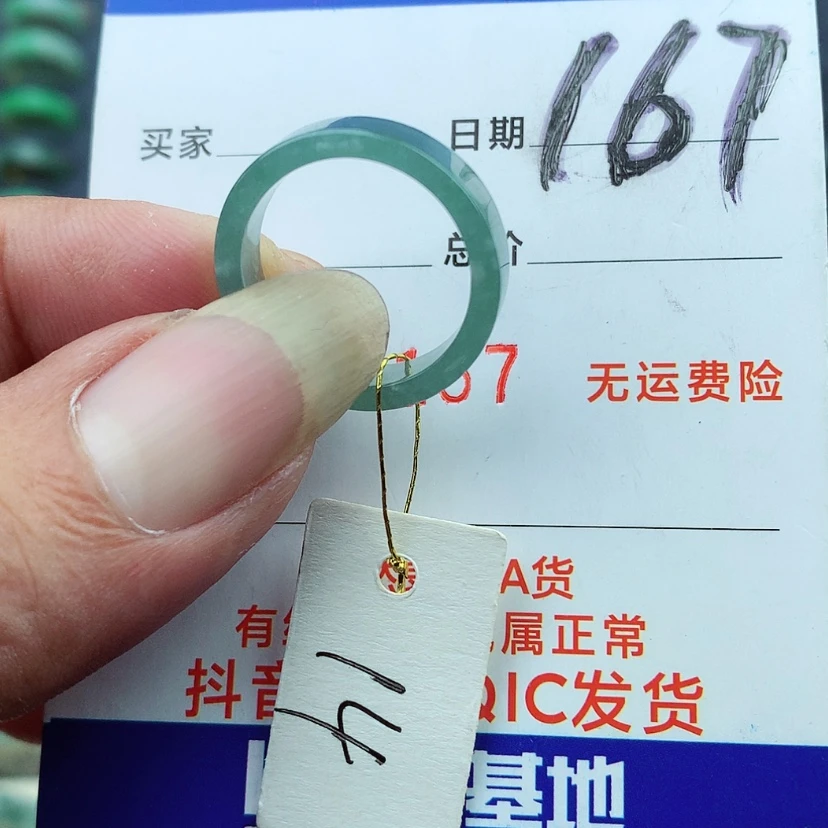 167
买家 日期
总价
67 无运费险
A货
有 属正常
抖音 QIC发货
14
基地